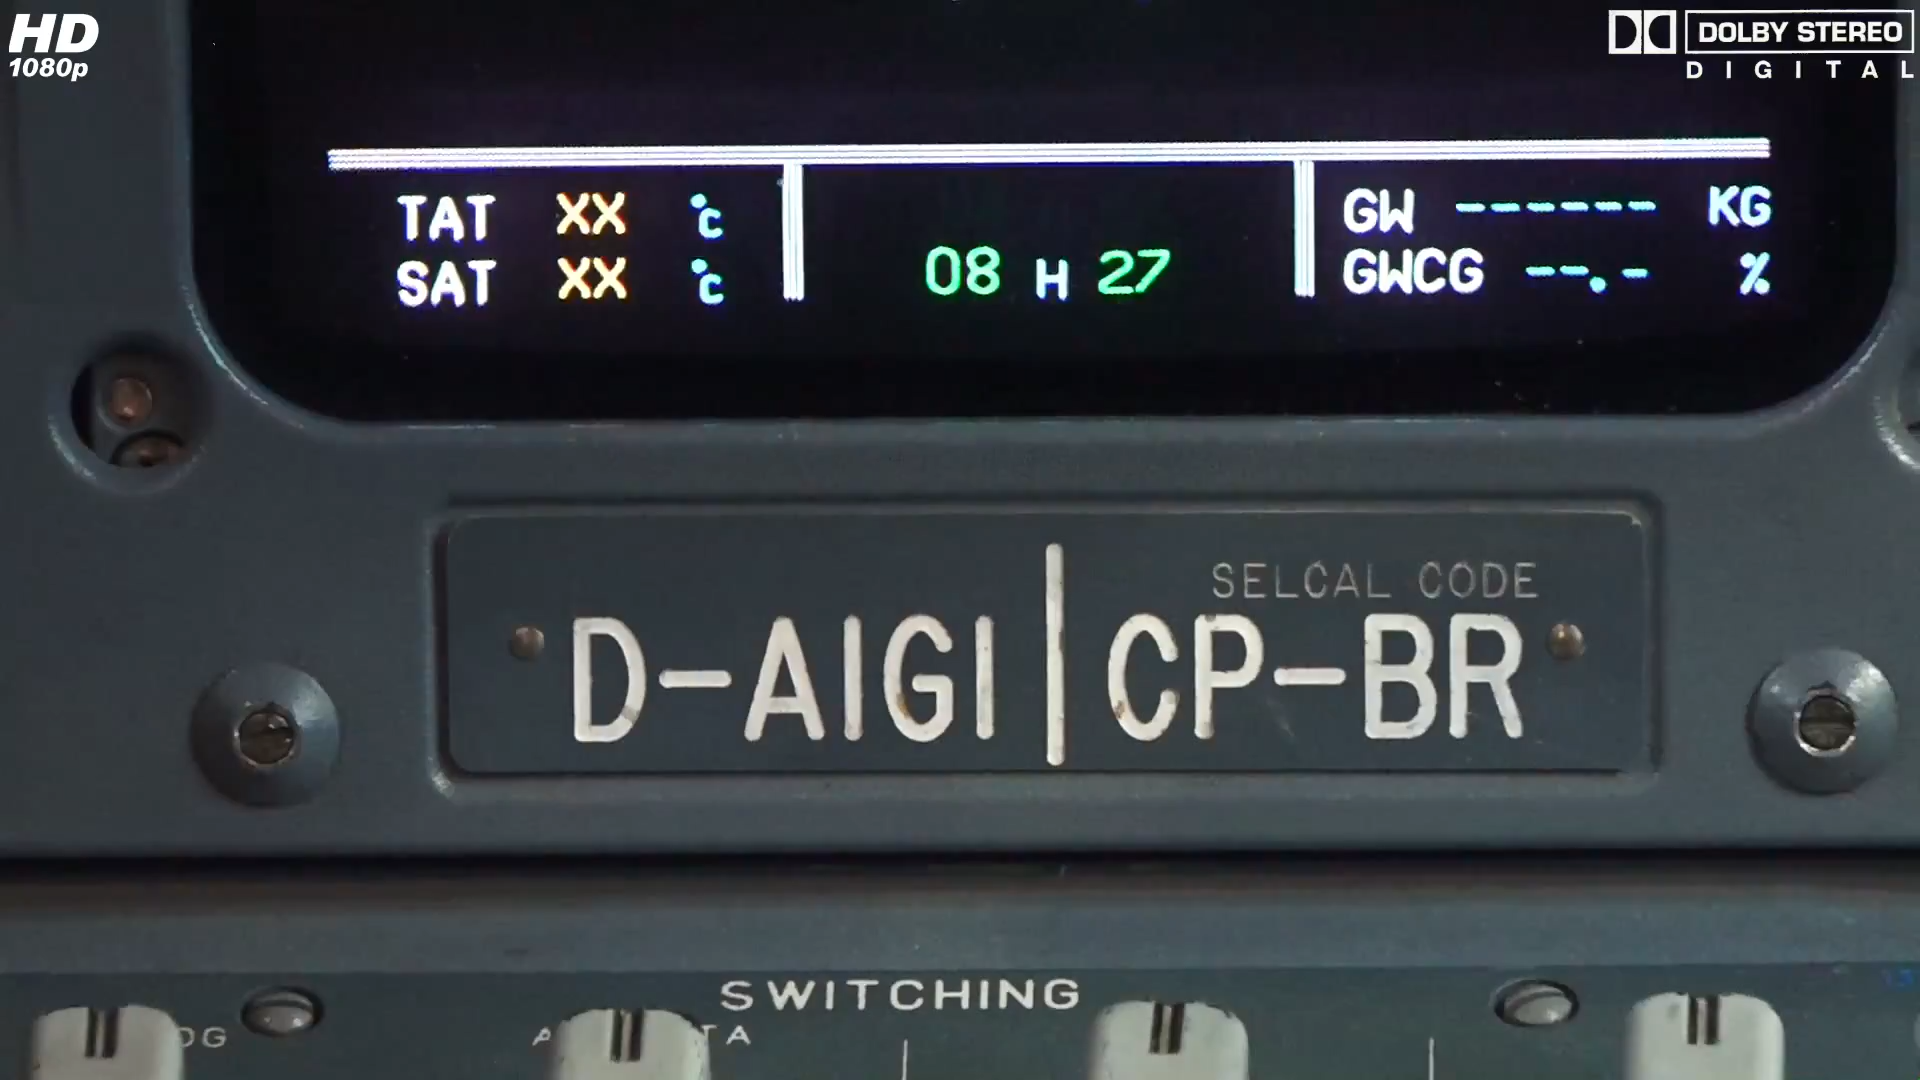 HD
1080p
DOLBY STEREO
DIGITAL
TAT XX °C
SAT XX °C
08 H 27
GW ------ KG
GWCG --.- %
SELCAL CODE
D-AIGI | CP-BR
SWITCHING